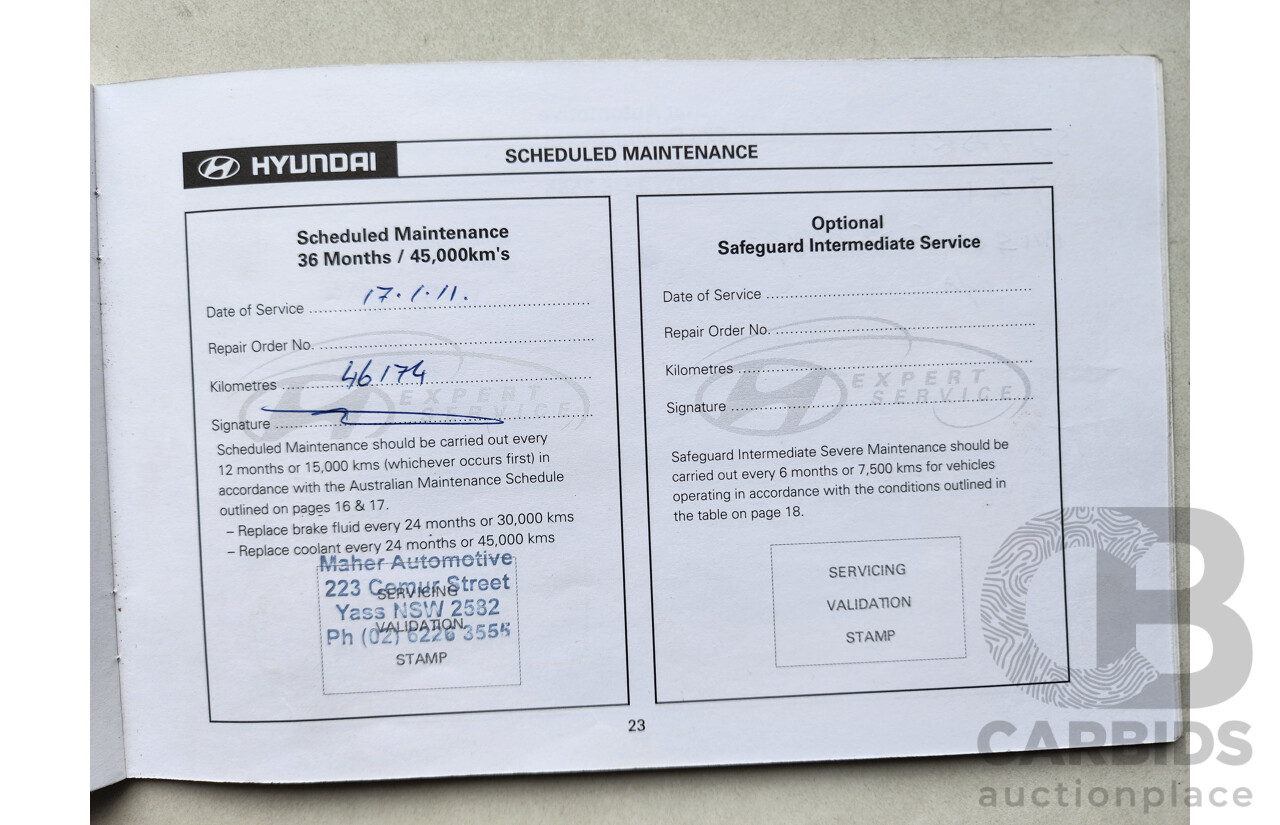 HYUNDAI
SCHEDULED MAINTENANCE
Scheduled Maintenance
36 Months / 45,000km's
Date of Service 17.1.11.
Repair Order No.
Kilometres 46174
Signature
EXPERT
SERVICE
Scheduled Maintenance should be carried out every
12 months or 15,000 kms (whichever occurs first) in
accordance with the Australian Maintenance Schedule
outlined on pages 16 & 17.
– Replace brake fluid every 24 months or 30,000 kms
– Replace coolant every 24 months or 45,000 kms
Maher Automotive
223 Comur Street
SERVICING
Yass NSW 2582
VALIDATION
Ph (02) 6226 3555
STAMP
Optional
Safeguard Intermediate Service
Date of Service
Repair Order No.
Kilometres
Signature
EXPERT
SERVICE
Safeguard Intermediate Severe Maintenance should be
carried out every 6 months or 7,500 kms for vehicles
operating in accordance with the conditions outlined in
the table on page 18.
SERVICING
VALIDATION
STAMP
23
CB
CARBIDS
auctionplace